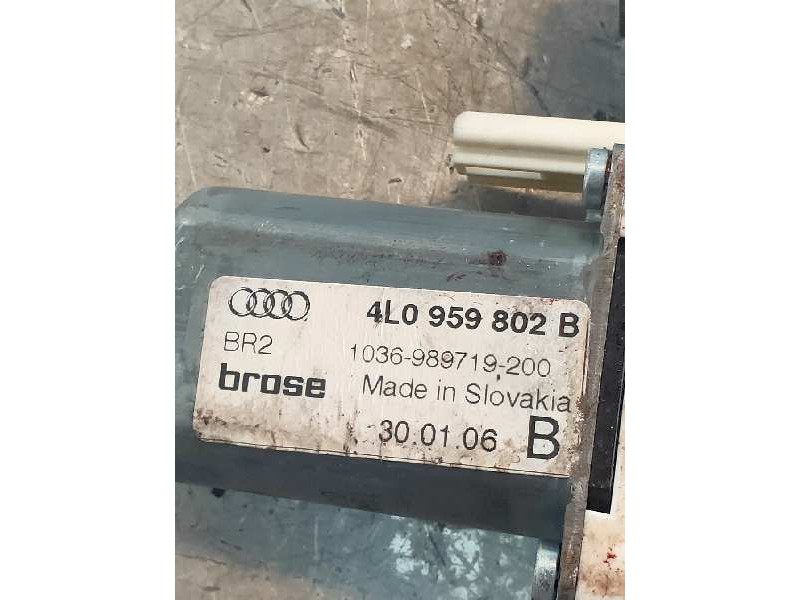 4L0 959 802 B
BR2 1036-989719-200
brose Made in Slovakia
30.01.06 B